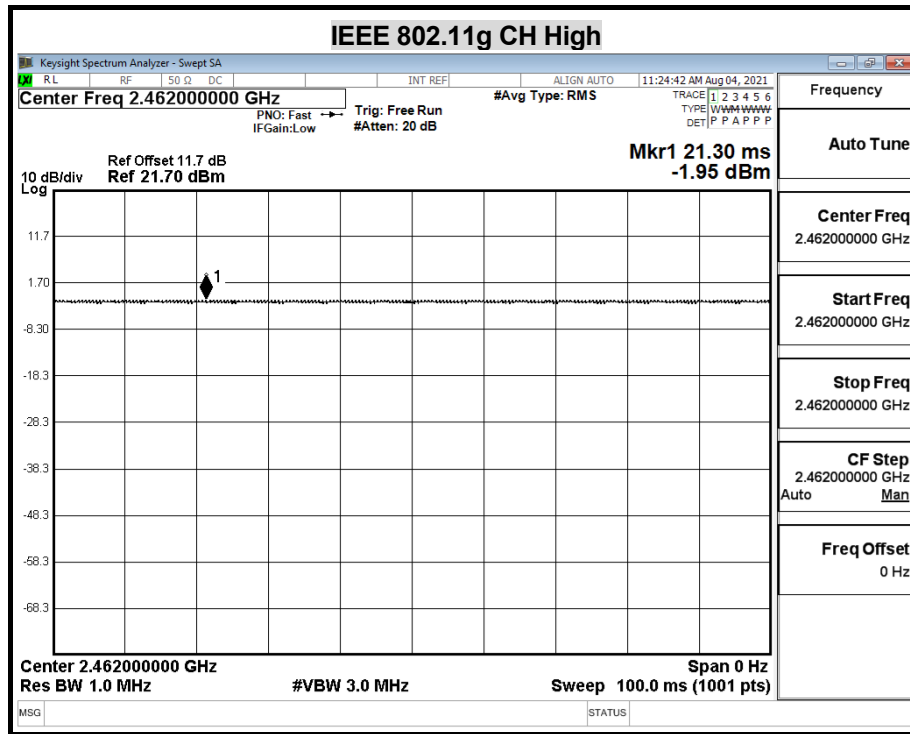 IEEE 802.11g CH High
Keysight Spectrum Analyzer - Swept SA
LXI RL RF 50 Ω DC INT REF ALIGN AUTO 11:24:42 AM Aug 04, 2021
Center Freq 2.462000000 GHz
PNO: Fast
IFGain:Low
Trig: Free Run
#Atten: 20 dB
#Avg Type: RMS
TRACE 1 2 3 4 5 6
TYPE WWMWWWW
DET P P A P P P
Mkr1 21.30 ms
-1.95 dBm
Ref Offset 11.7 dB
10 dB/div Ref 21.70 dBm
Log
11.7
1.70
-8.30
-18.3
-28.3
-38.3
-48.3
-58.3
-68.3
1
Center 2.462000000 GHz Span 0 Hz
Res BW 1.0 MHz #VBW 3.0 MHz Sweep 100.0 ms (1001 pts)
MSG STATUS
Frequency
Auto Tune
Center Freq
2.462000000 GHz
Start Freq
2.462000000 GHz
Stop Freq
2.462000000 GHz
CF Step
2.462000000 GHz
Auto Man
Freq Offset
0 Hz